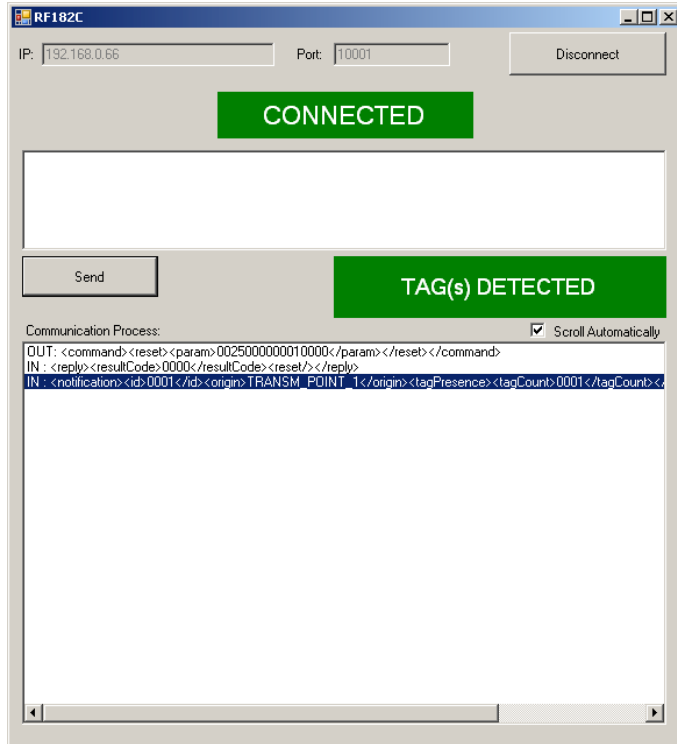 RF182C
IP: 192.168.0.66 Port: 10001 Disconnect
CONNECTED
Send
TAG(s) DETECTED
Communication Process: Scroll Automatically
OUT: <command><reset><param>0025000000010000</param></reset></command>
IN : <reply><resultCode>0000</resultCode><reset/></reply>
IN : <notification><id>0001</id><origin>TRANSM_POINT_1</origin><tagPresence><tagCount>0001</tagCount></